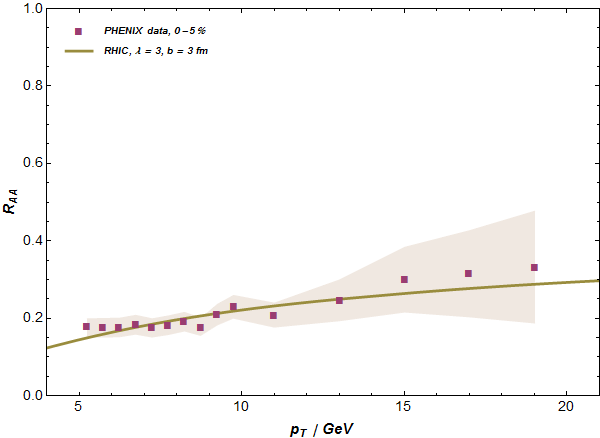 1.0
PHENIX data, 0-5%
RHIC, λ = 3, b = 3 fm
0.8
0.6
R_AA
0.4
0.2
0.0
5 10 15 20
p_T / GeV